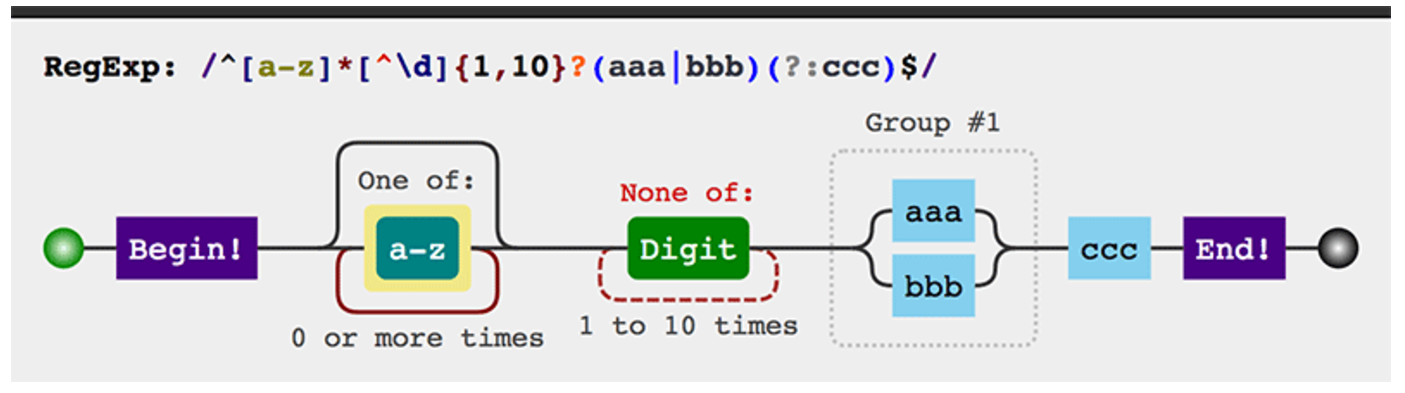 RegExp: /^[a-z]*[^\d]{1,10}?(aaa|bbb)(?:ccc)$/
Group #1
One of:
None of:
aaa
Begin!
a-z
Digit
ccc
End!
bbb
0 or more times
1 to 10 times